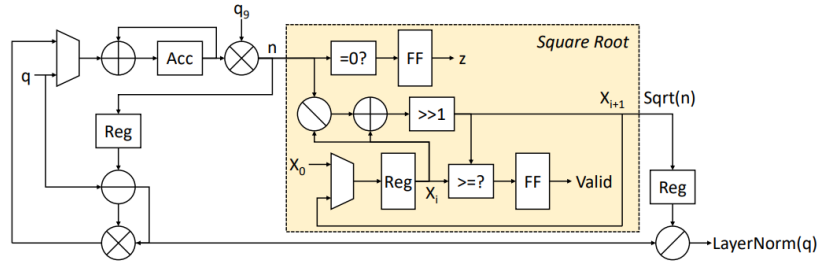 q₉
Square Root
n
=0?
FF
z
Acc
q
Reg
>>1
Xᵢ₊₁
Sqrt(n)
X₀
Reg
Xᵢ
>=?
FF
Valid
Reg
LayerNorm(q)